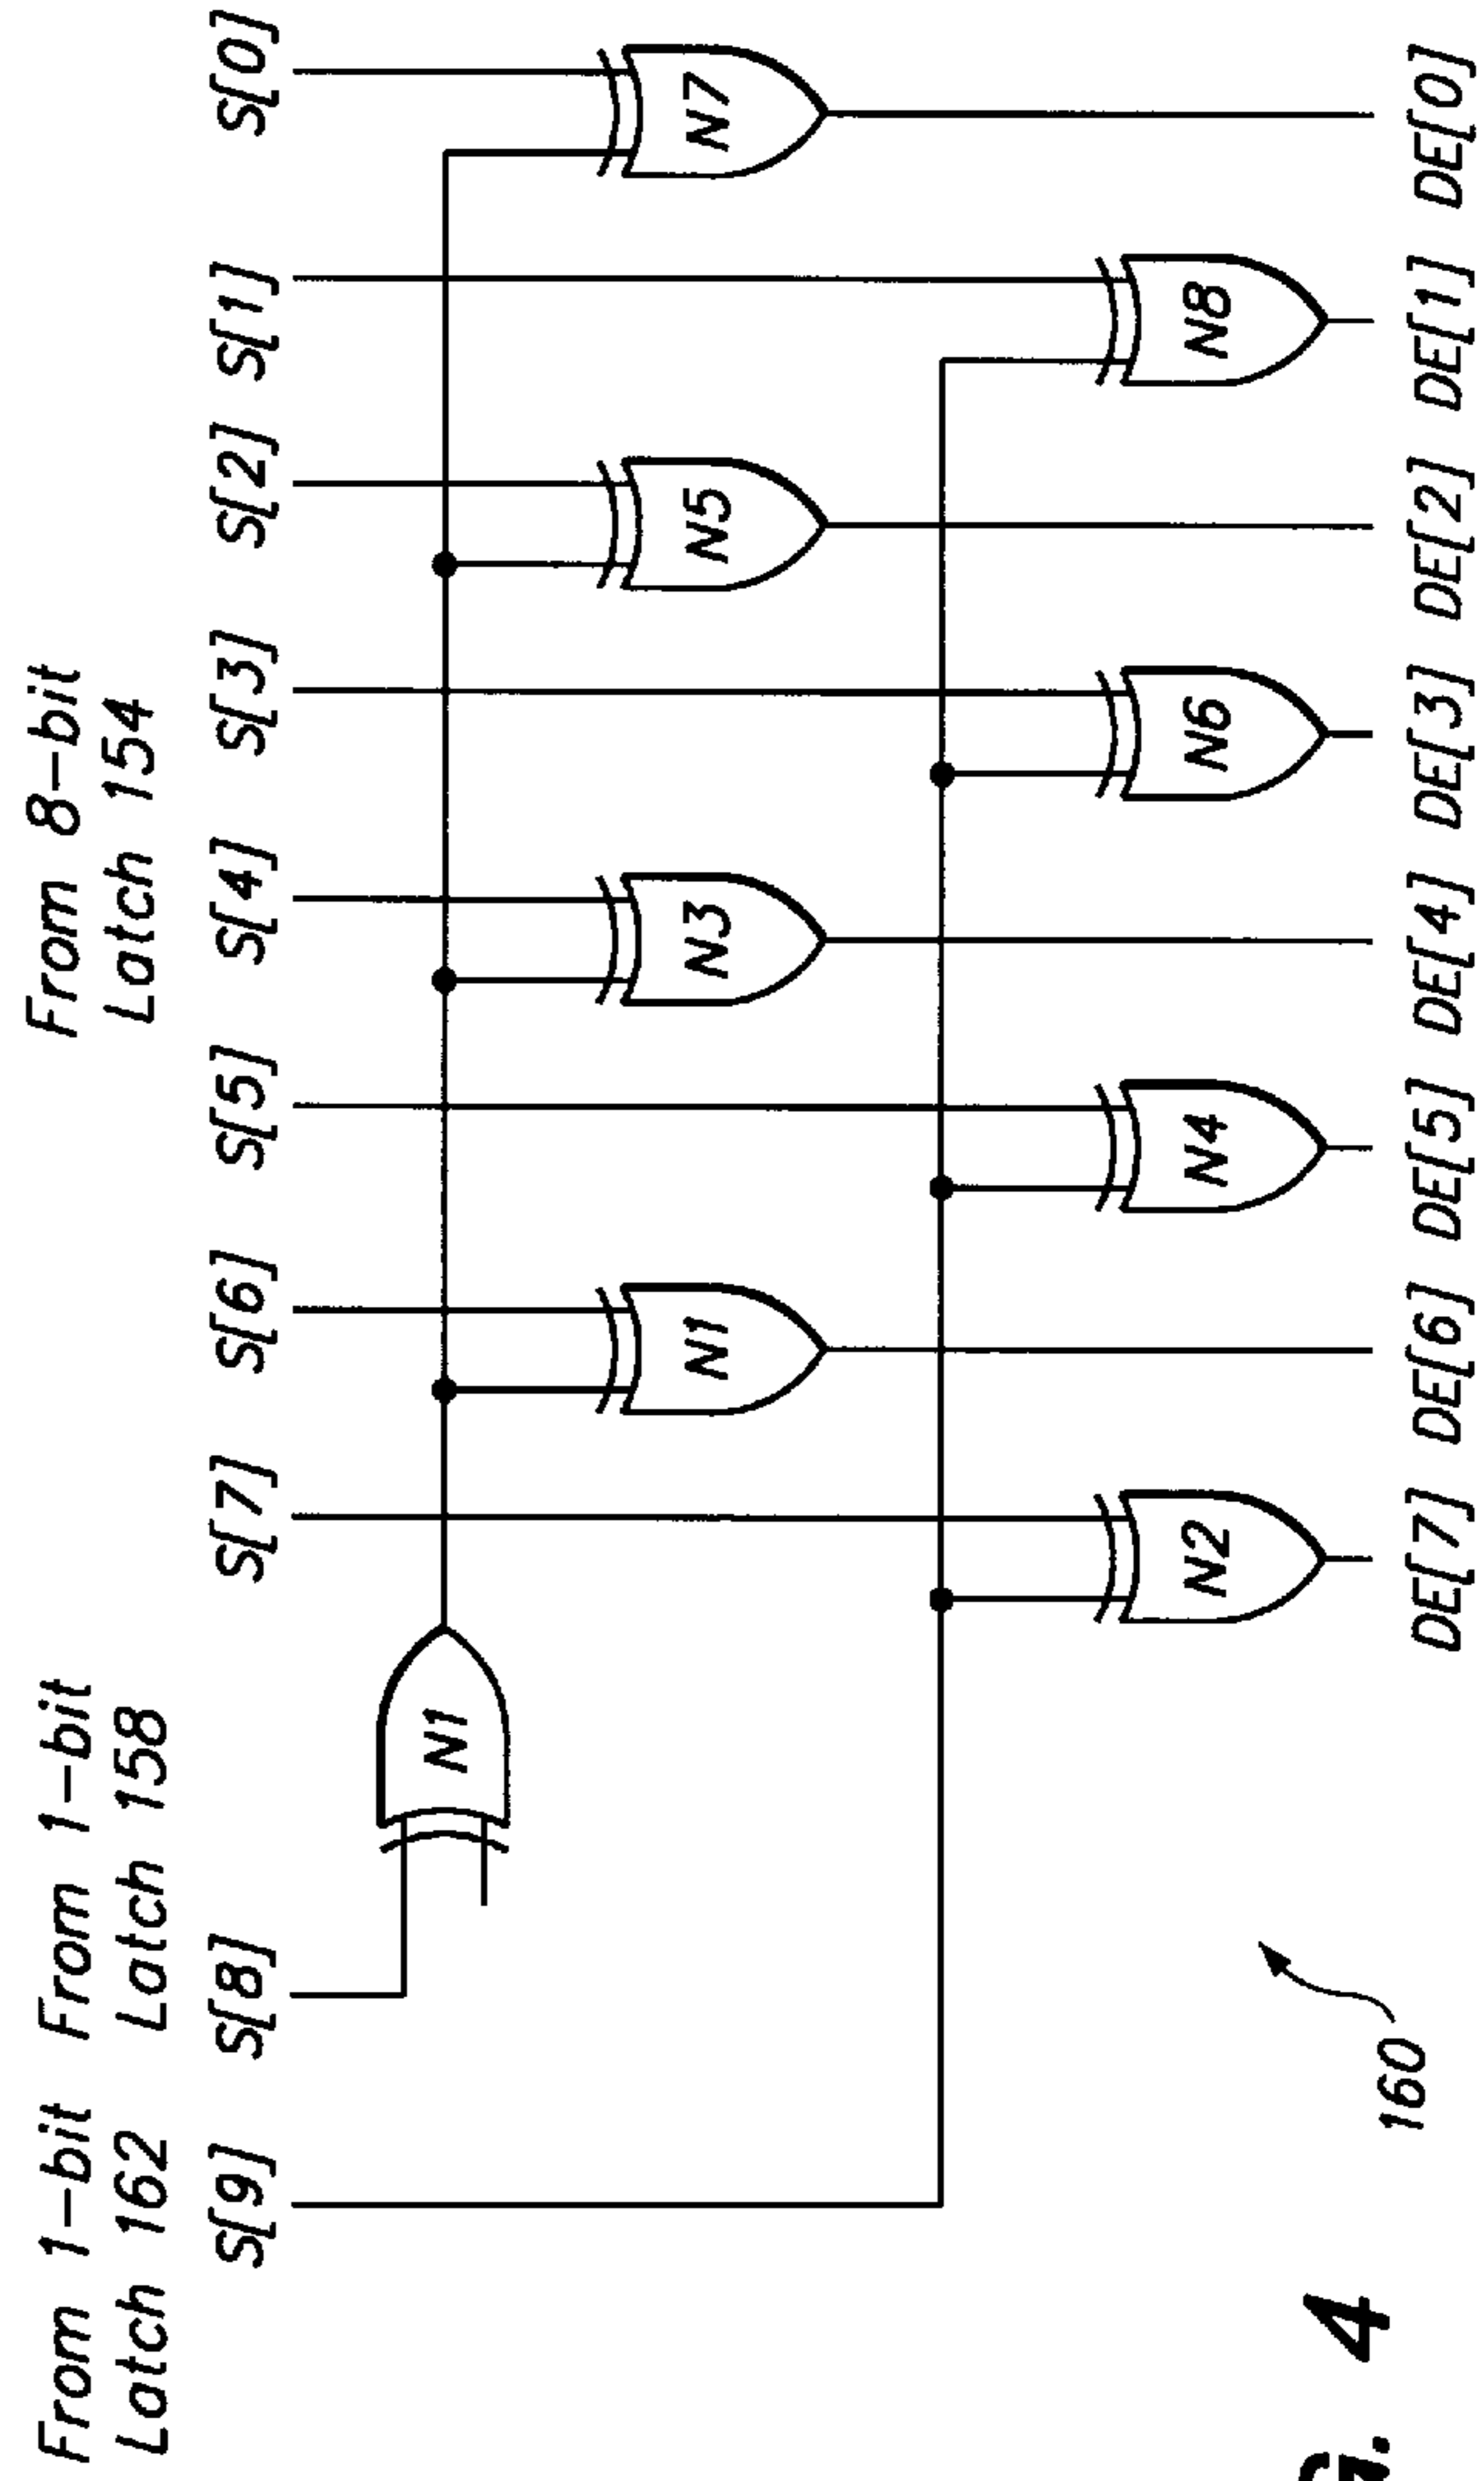 From 1-bit From 1-bit From 8-bit
Latch 162 Latch 158 Latch 154
S[9] S[8] S[7] S[6] S[5] S[4] S[3] S[2] S[1] S[0]
N1
N1 N3 N5 N7
N2 N4 N6 N8
4
160
DE[7] DE[6] DE[5] DE[4] DE[3] DE[2] DE[1] DE[0]